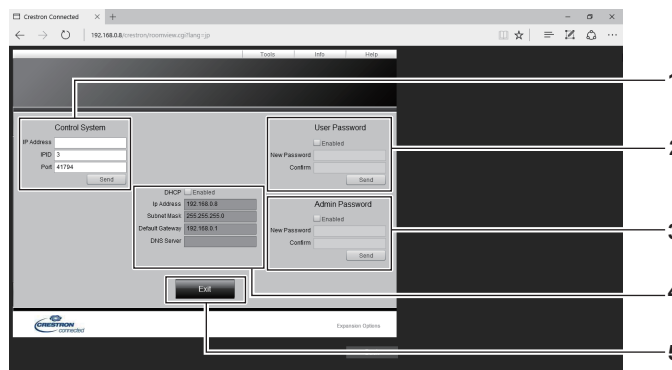 Crestron Connected
192.168.0.8/crestron/roomview.cgi?lang=jp
Tools Info Help
Control System
IP Address
IPID 3
Port 41794
Send
User Password
Enabled
New Password
Confirm
Send
DHCP Enabled
Ip Address 192.168.0.8
Subnet Mask 255.255.255.0
Default Gateway 192.168.0.1
DNS Server
Admin Password
Enabled
New Password
Confirm
Send
Exit
CRESTRON
connected
Expansion Options
1
2
3
4
5